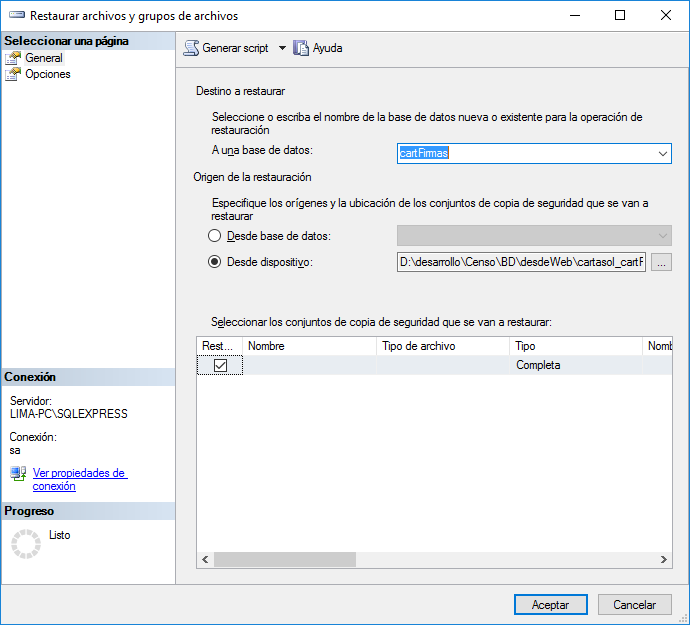 Restaurar archivos y grupos de archivos
Seleccionar una página
General
Opciones
Generar script
Ayuda
Destino a restaurar
Seleccione o escriba el nombre de la base de datos nueva o existente para la operación de
restauración
A una base de datos:
cartFirmas
Origen de la restauración
Especifique los orígenes y la ubicación de los conjuntos de copia de seguridad que se van a
restaurar
Desde base de datos:
Desde dispositivo:
D:\desarrollo\Censo\BD\desdeWeb\cartasol_cartF
...
Seleccionar los conjuntos de copia de seguridad que se van a restaurar:
Rest... Nombre Tipo de archivo Tipo Nomb
Completa
Conexión
Servidor:
LIMA-PC\SQLEXPRESS
Conexión:
sa
Ver propiedades de
conexión
Progreso
Listo
Aceptar
Cancelar